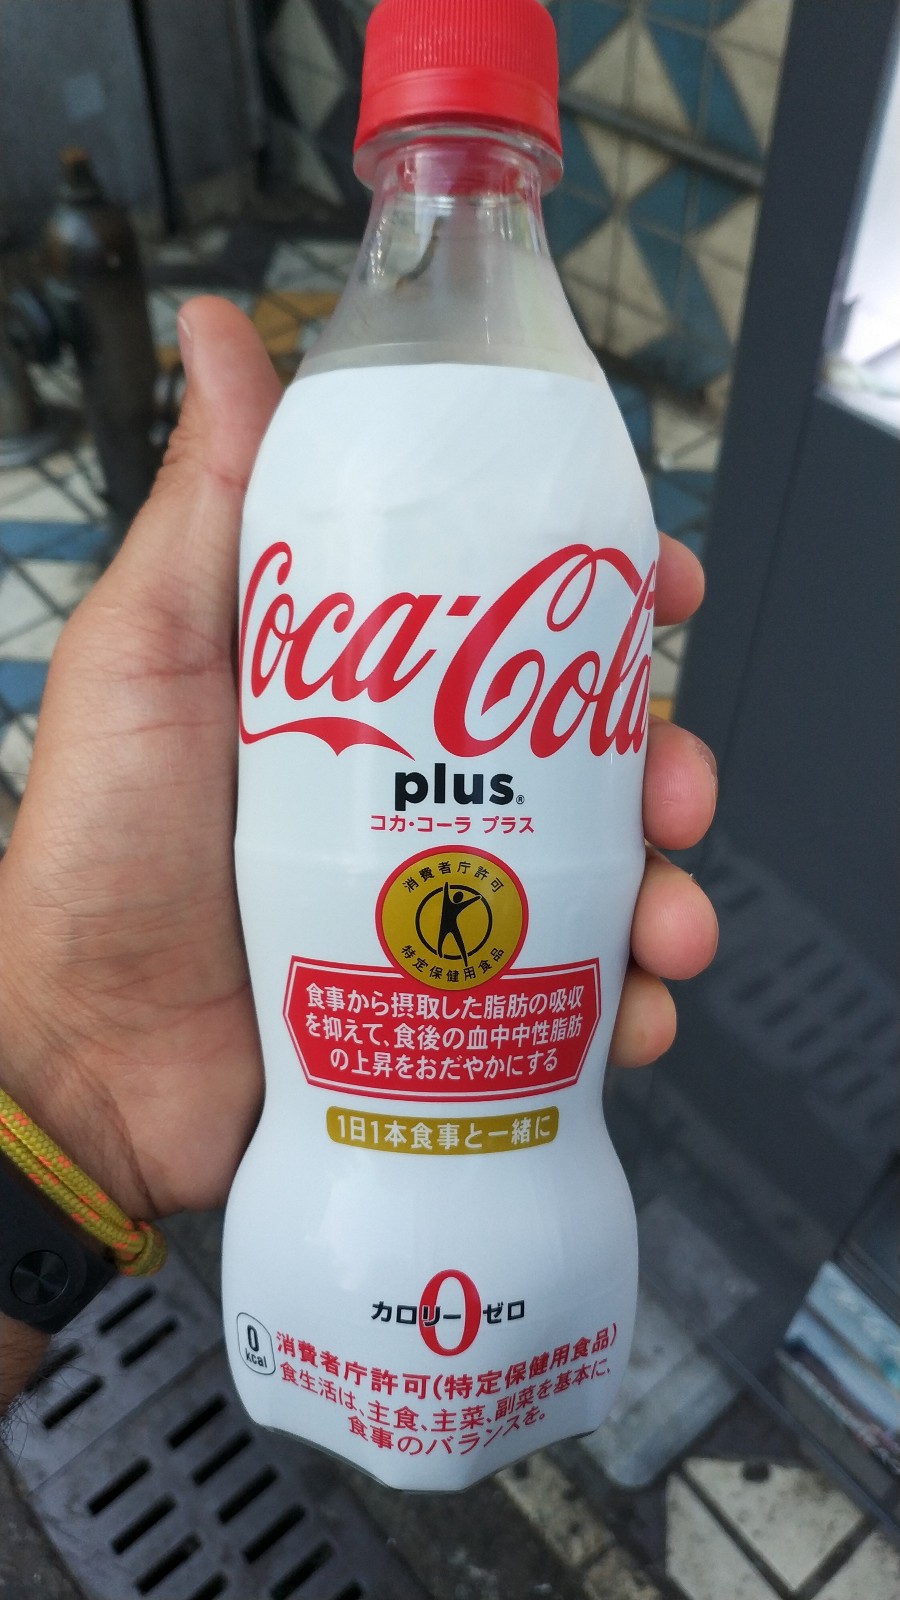 Coca-Cola
plus®
コカ・コーラ プラス
消費者庁許可
特定保健用食品
食事から摂取した脂肪の吸収
を抑えて、食後の血中中性脂肪
の上昇をおだやかにする
1日1本食事と一緒に
カロリー0ゼロ
0
kcal
消費者庁許可(特定保健用食品)
食生活は、主食、主菜、副菜を基本に、
食事のバランスを。